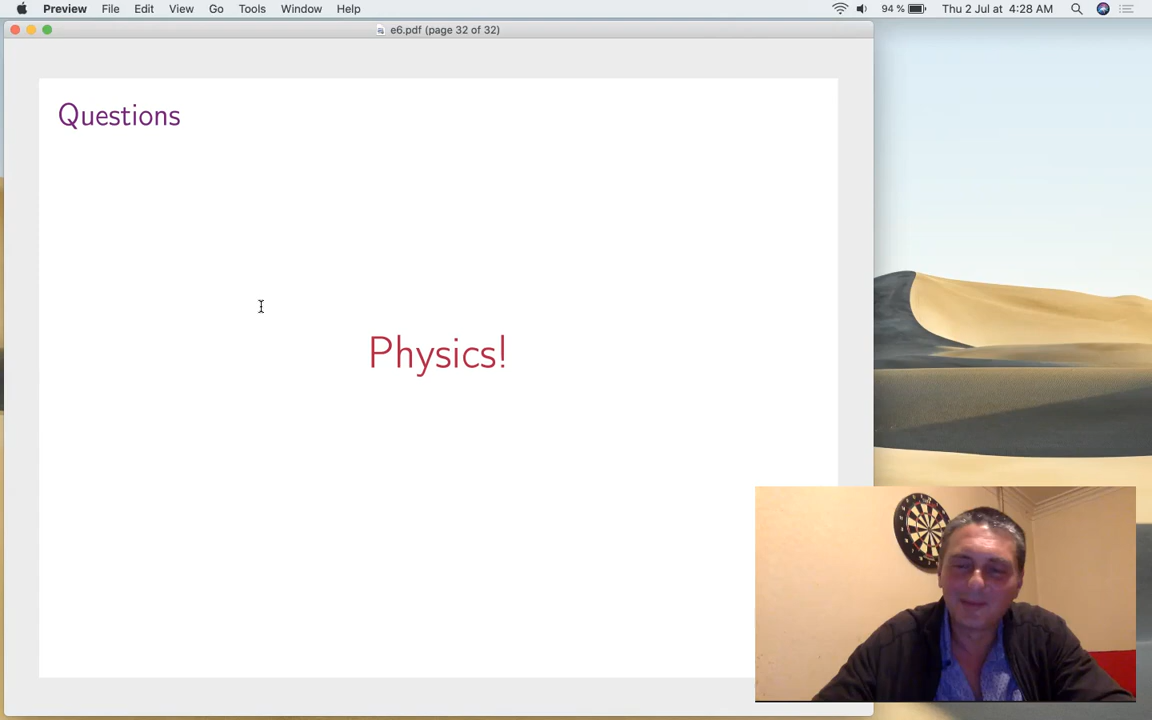 Preview File Edit View Go Tools Window Help 94 % Thu 2 Jul at 4:28 AM
e6.pdf (page 32 of 32)
Questions
Physics!